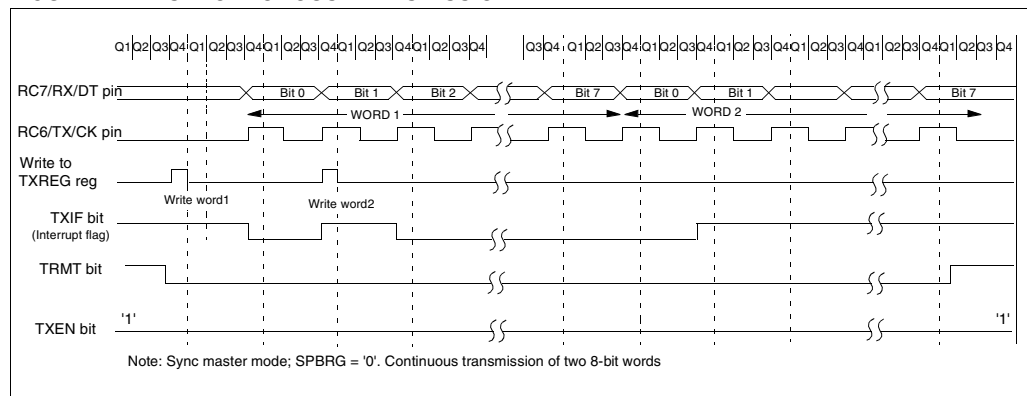 Q1 Q2 Q3 Q4 Q1 Q2 Q3 Q4 Q1 Q2 Q3 Q4 Q1 Q2 Q3 Q4 Q1 Q2 Q3 Q4 Q3 Q4 Q1 Q2 Q3 Q4 Q1 Q2 Q3 Q4 Q1 Q2 Q3 Q4 Q1 Q2 Q3 Q4 Q1 Q2 Q3 Q4 Q1 Q2 Q3 Q4
RC7/RX/DT pin Bit 0 Bit 1 Bit 2 Bit 7 Bit 0 Bit 1 Bit 7
WORD 1 WORD 2
RC6/TX/CK pin
Write to
TXREG reg
Write word1 Write word2
TXIF bit
(Interrupt flag)
TRMT bit
'1' '1'
TXEN bit
Note: Sync master mode; SPBRG = '0'. Continuous transmission of two 8-bit words